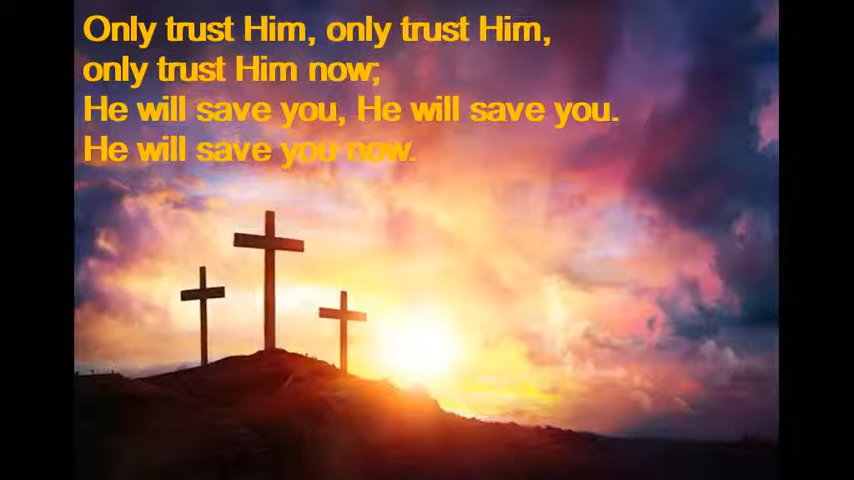 Only trust Him, only trust Him,
only trust Him now;
He will save you, He will save you.
He will save you now.